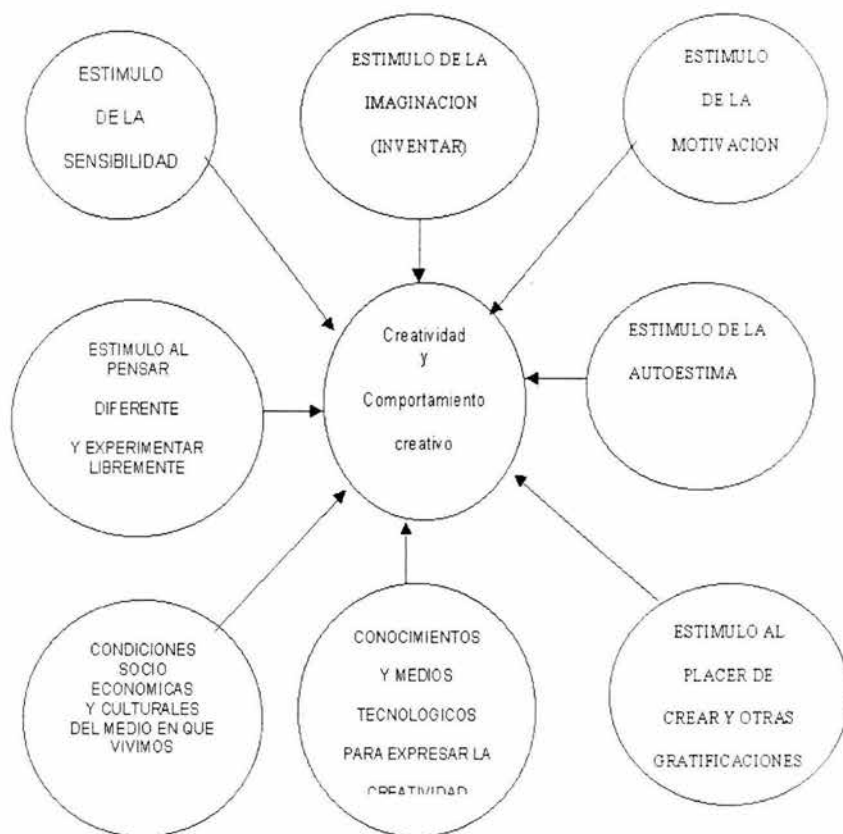 ESTIMULO
DE LA
SENSIBILIDAD
ESTIMULO DE LA
IMAGINACION
(INVENTAR)
ESTIMULO
DE LA
MOTIVACION
ESTIMULO AL
PENSAR
DIFERENTE
Y EXPERIMENTAR
LIBREMENTE
Creatividad
y
Comportamiento
creativo
ESTIMULO DE LA
AUTOESTIMA
CONDICIONES
SOCIO
ECONOMICAS
Y CULTURALES
DEL MEDIO EN QUE
VIVIMOS
CONOCIMIENTOS
Y MEDIOS
TECNOLOGICOS
PARA EXPRESAR LA
CREATIVIDAD
ESTIMULO AL
PLACER DE
CREAR Y OTRAS
GRATIFICACIONES